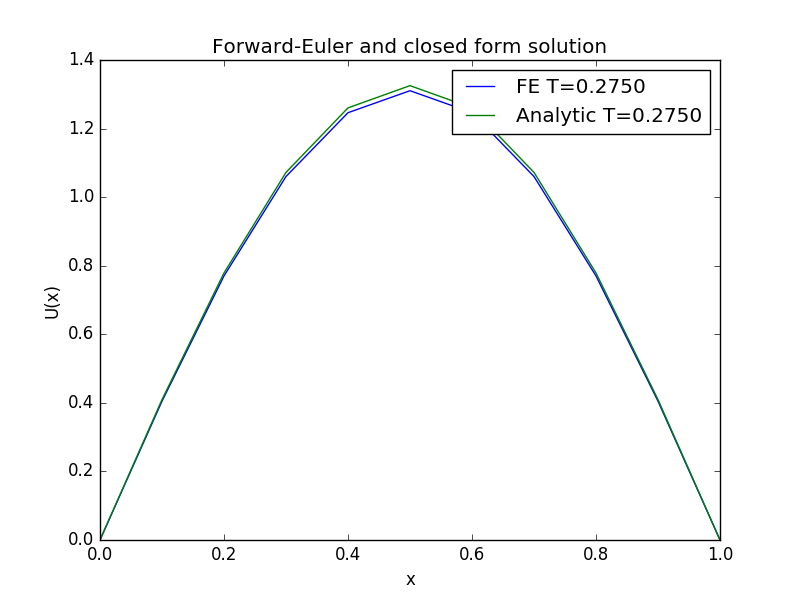 Forward-Euler and closed form solution
FE T=0.2750
Analytic T=0.2750
1.4
1.2
1.0
0.8
0.6
0.4
0.2
0.0
U(x)
0.0 0.2 0.4 0.6 0.8 1.0
x